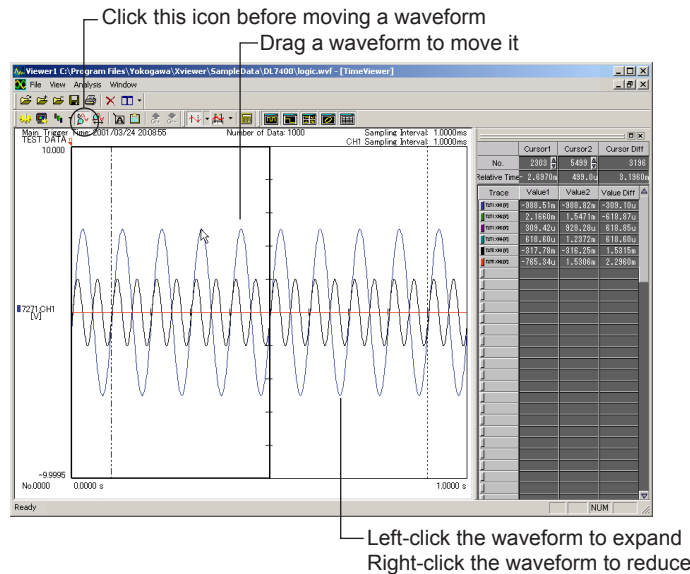 Click this icon before moving a waveform
Drag a waveform to move it
Viewer1 C:\Program Files\Yokogawa\Xviewer\SampleData\DL7400\logic.wvf - [TimeViewer]
File View Analysis Window
Main Trigger Time: 2001/03/24 20:08:55 Number of Data: 1000 Sampling Interval: 1.0000ms
TEST DATA CH1 Sampling Interval: 1.0000ms
10.000
7271:CH1
[V]
-9.9995
No.0000 0.0000 s 1.0000 s
Cursor1 Cursor2 Cursor Diff
No. 2303 5499 3196
Relative Time - 2.6970m 499.0u 3.1960m
Trace Value1 Value2 Value Diff
-988.51m -988.82m -309.10u
2.1660m 1.5471m -618.87u
309.42u 928.28u 618.85u
618.60u 1.2372m 618.60u
-317.78m -316.25m 1.5315m
-765.34u 1.5306m 2.2960m
Ready NUM
Left-click the waveform to expand
Right-click the waveform to reduce